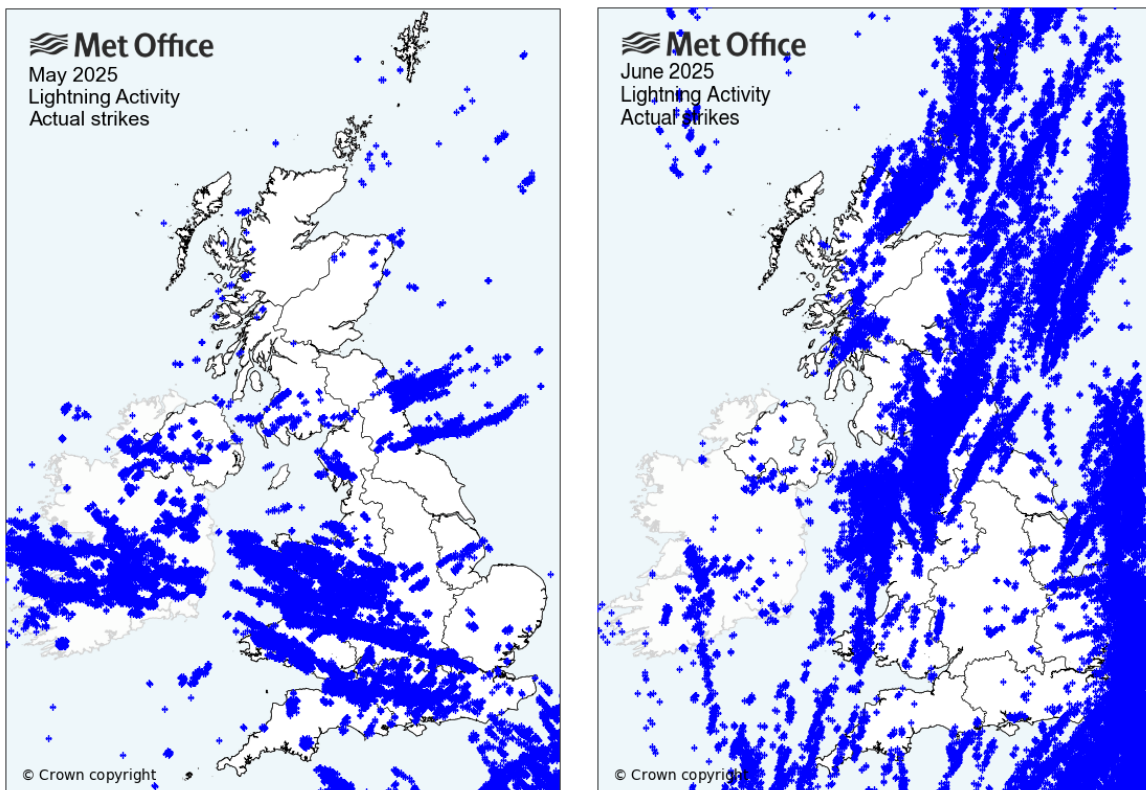 Met Office
May 2025
Lightning Activity
Actual strikes
© Crown copyright
Met Office
June 2025
Lightning Activity
Actual strikes
© Crown copyright